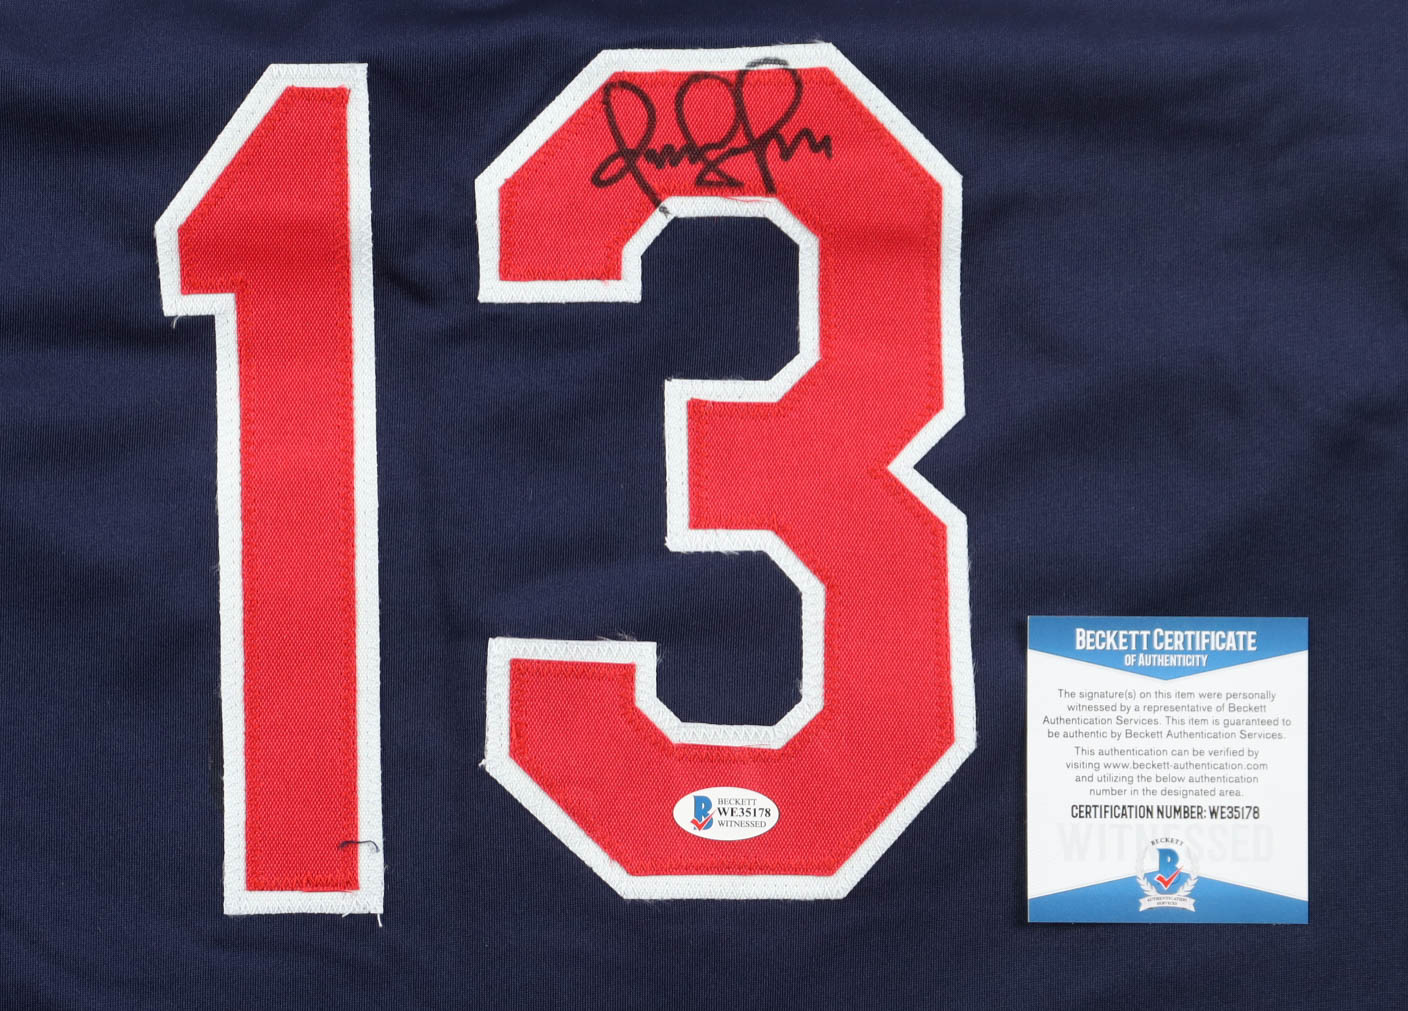 13
BECKETT
WE35178
WITNESSED
BECKETT CERTIFICATE
OF AUTHENTICITY
The signature(s) on this item were personally
witnessed by a representative of Beckett
Authentication Services. This item is guaranteed to
be authentic by Beckett Authentication Services.
This authentication can be verified by
visiting www.beckett-authentication.com
and utilizing the below authentication
number in the designated area.
CERTIFICATION NUMBER: WE35178
WITNESSED
BECKETT
B
AUTHENTICATION
SERVICES